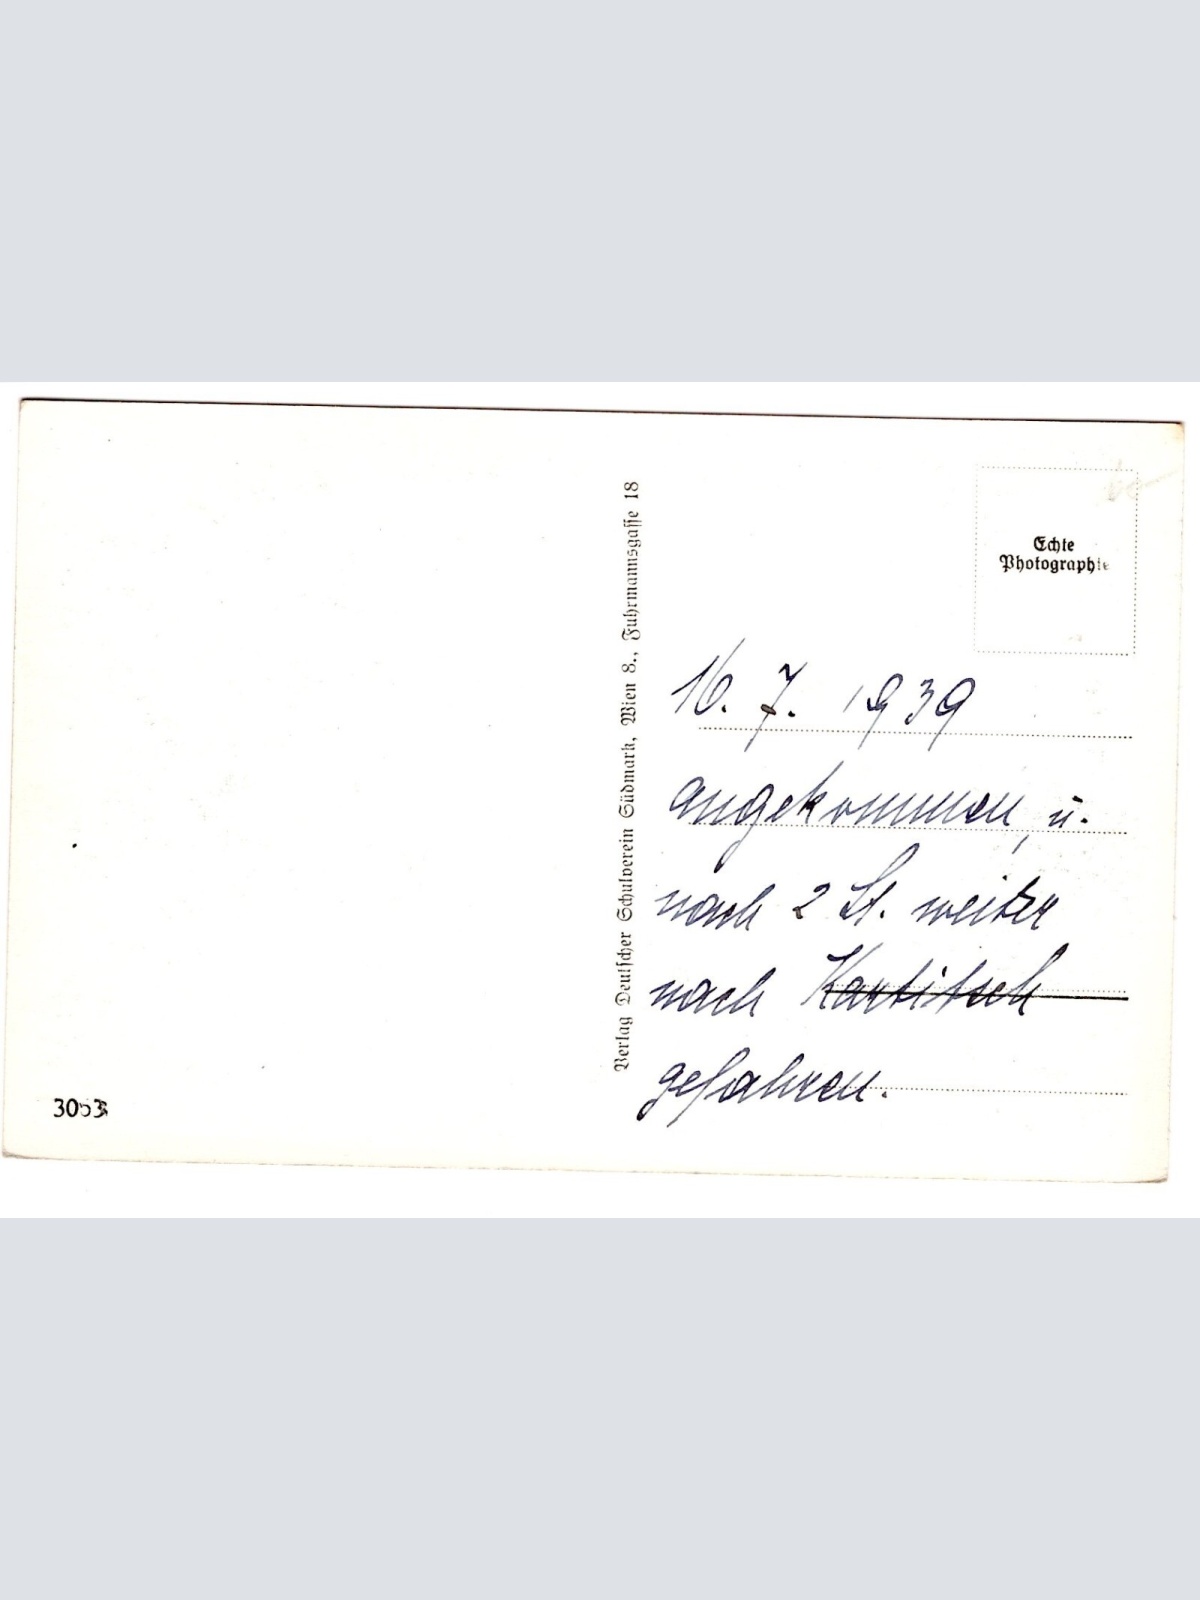 Echte
Photographie
Verlag Deutscher Schulverein Südmark, Wien 8., Fuhrmannsgasse 18
16. 7. 1939
angekommen, u.
nach 2 St. weiter
nach Kartitsch
gefahren.